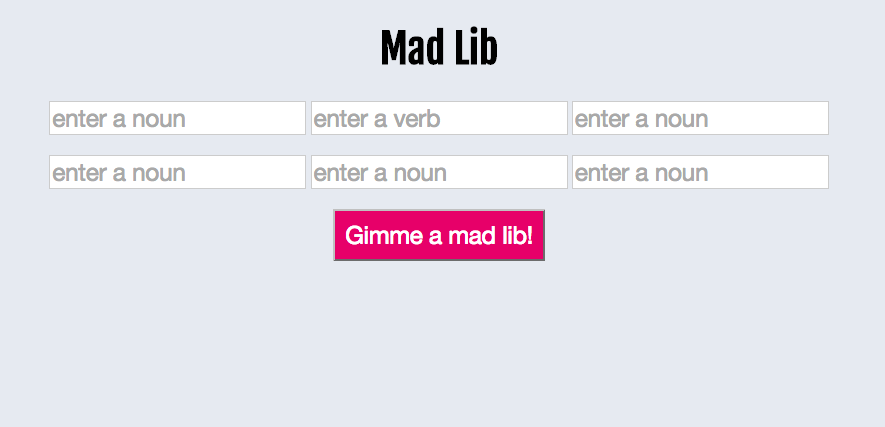 Mad Lib
enter a noun enter a verb enter a noun
enter a noun enter a noun enter a noun
Gimme a mad lib!